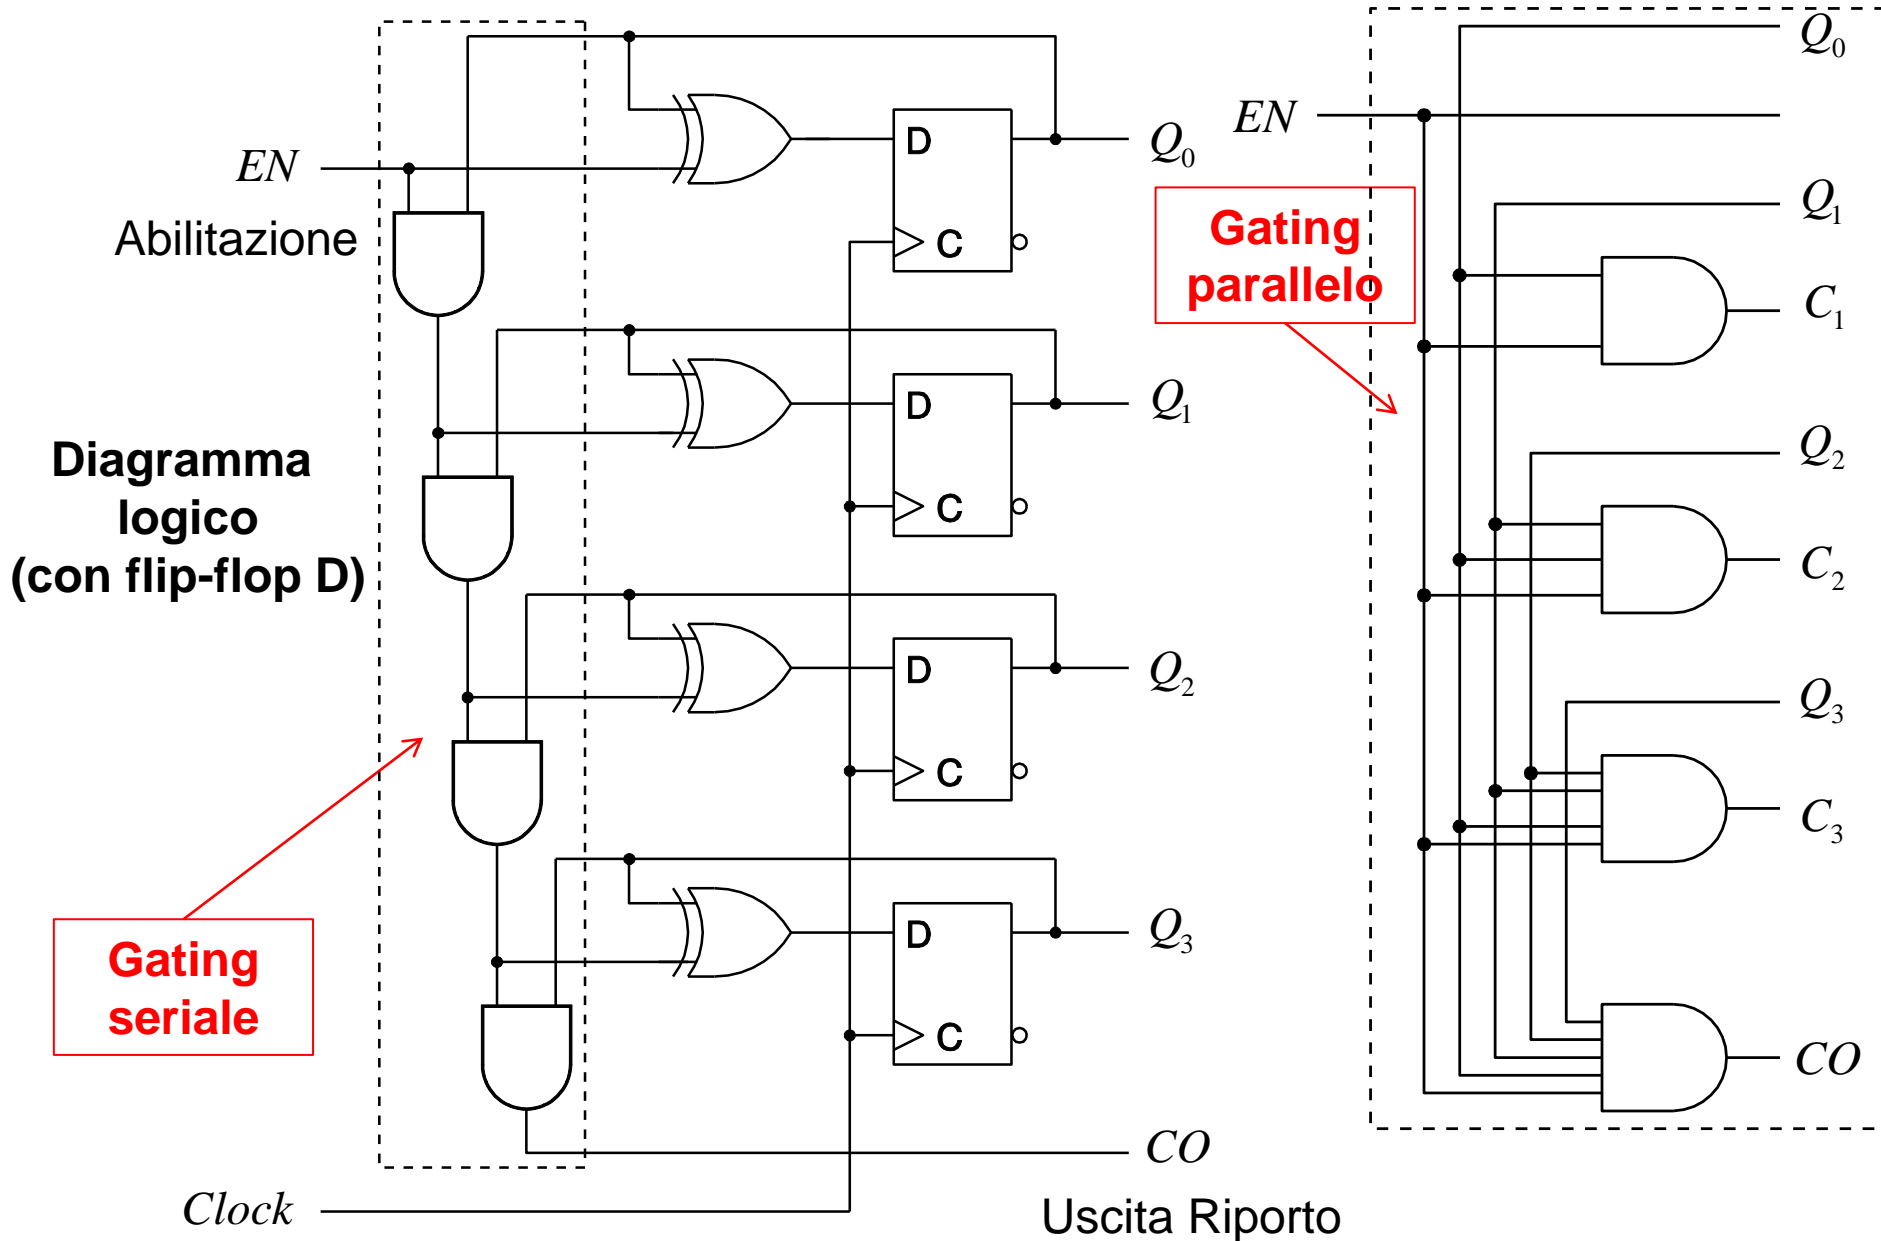 Q0
EN
EN
D
Q0
Abilitazione
C
Gating
parallelo
Q1
C1
D
Q1
Diagramma
logico
(con flip-flop D)
C
Q2
C2
D
Q2
C
Q3
C3
Gating
seriale
D
Q3
C
CO
CO
Clock
Uscita Riporto